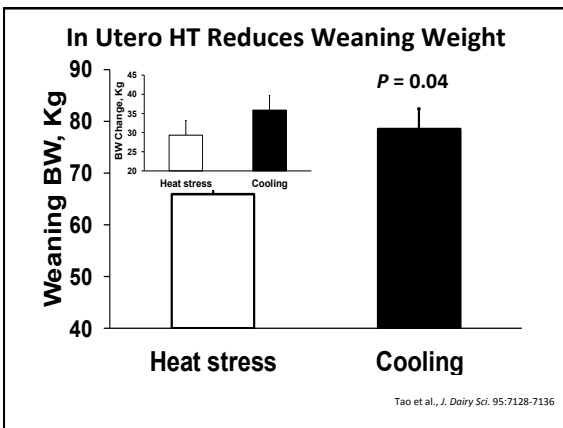 In Utero HT Reduces Weaning Weight
Weaning BW, Kg
90
80
70
60
50
40
BW Change, Kg
45
40
35
30
25
20
Heat stress Cooling
P = 0.04
Heat stress Cooling
Tao et al., J. Dairy Sci. 95:7128-7136